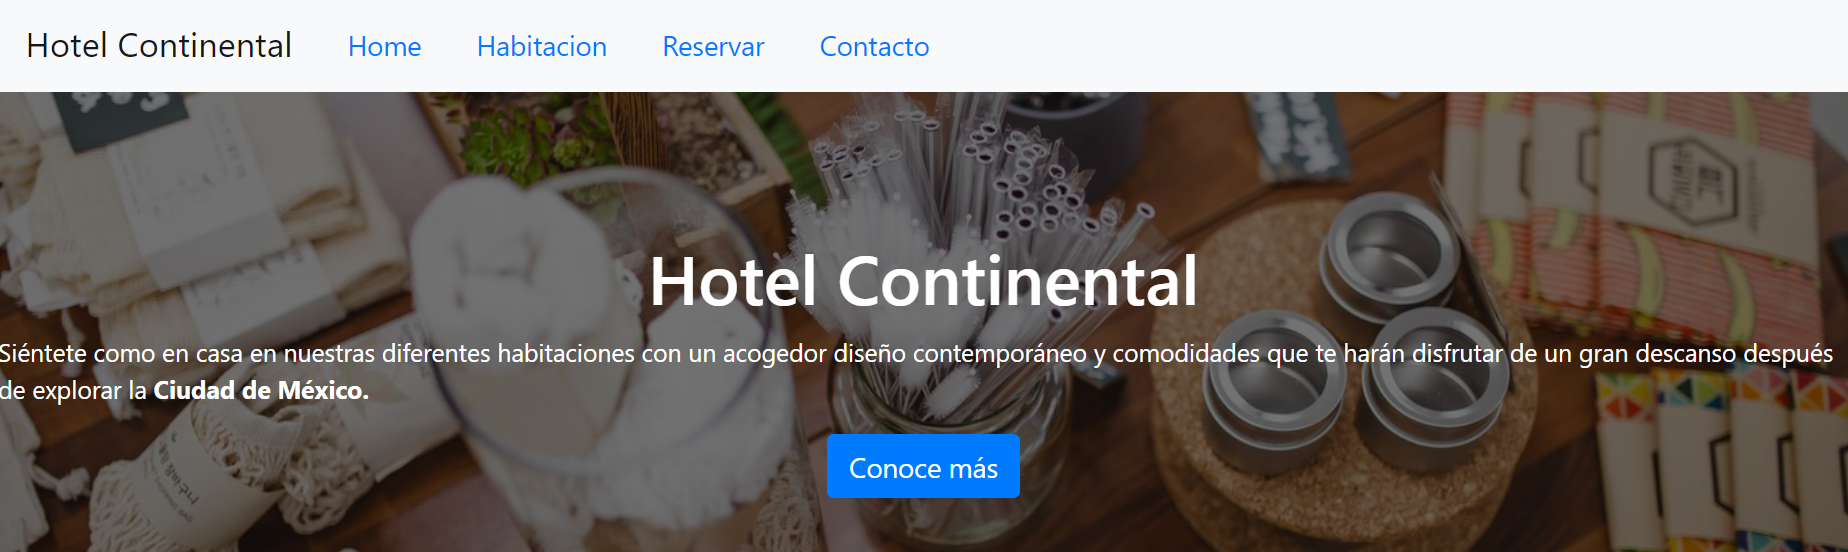 Hotel Continental Home Habitacion Reservar Contacto
Hotel Continental
Siéntete como en casa en nuestras diferentes habitaciones con un acogedor diseño contemporáneo y comodidades que te harán disfrutar de un gran descanso después
de explorar la Ciudad de México.
Conoce más